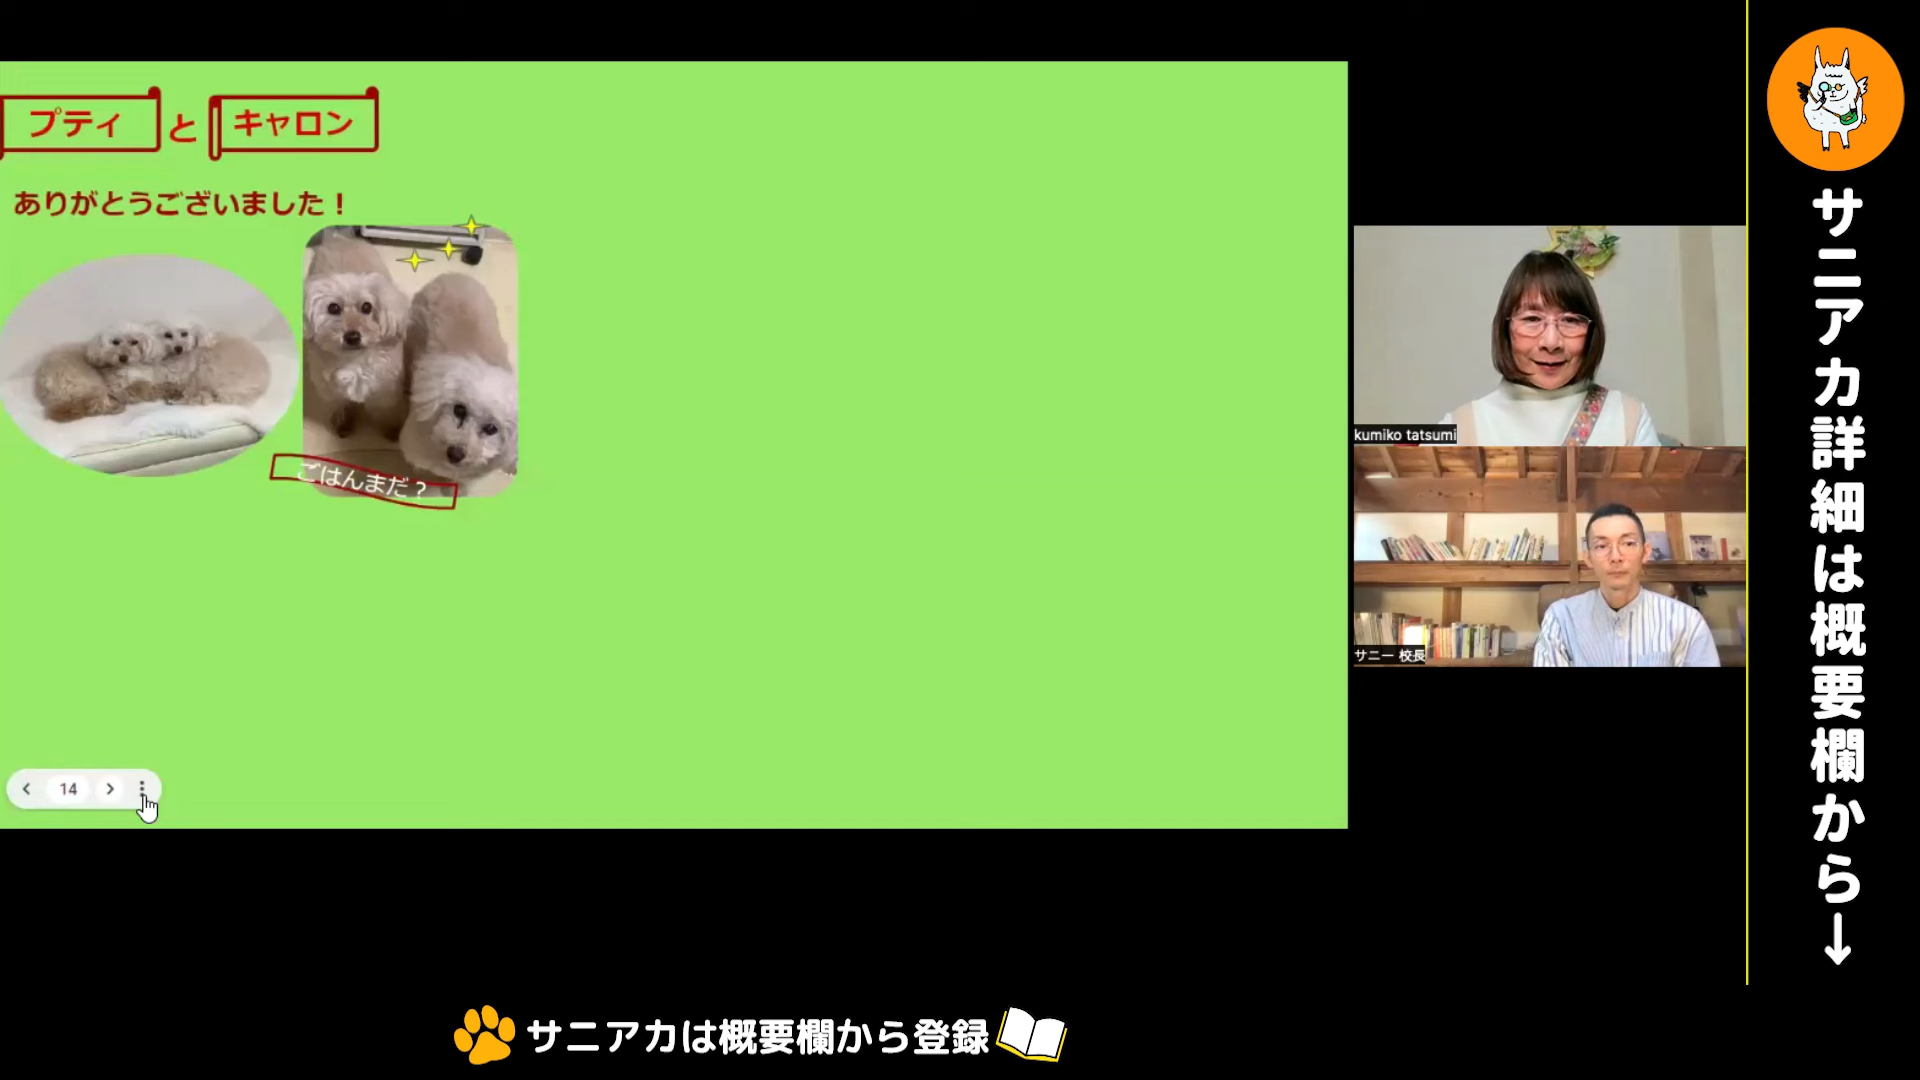 プティ と キャロン
ありがとうございました！
ごはんまだ？
14
kumiko tatsumi
サニー 校長
サニアカ詳細は概要欄から→
サニアカは概要欄から登録